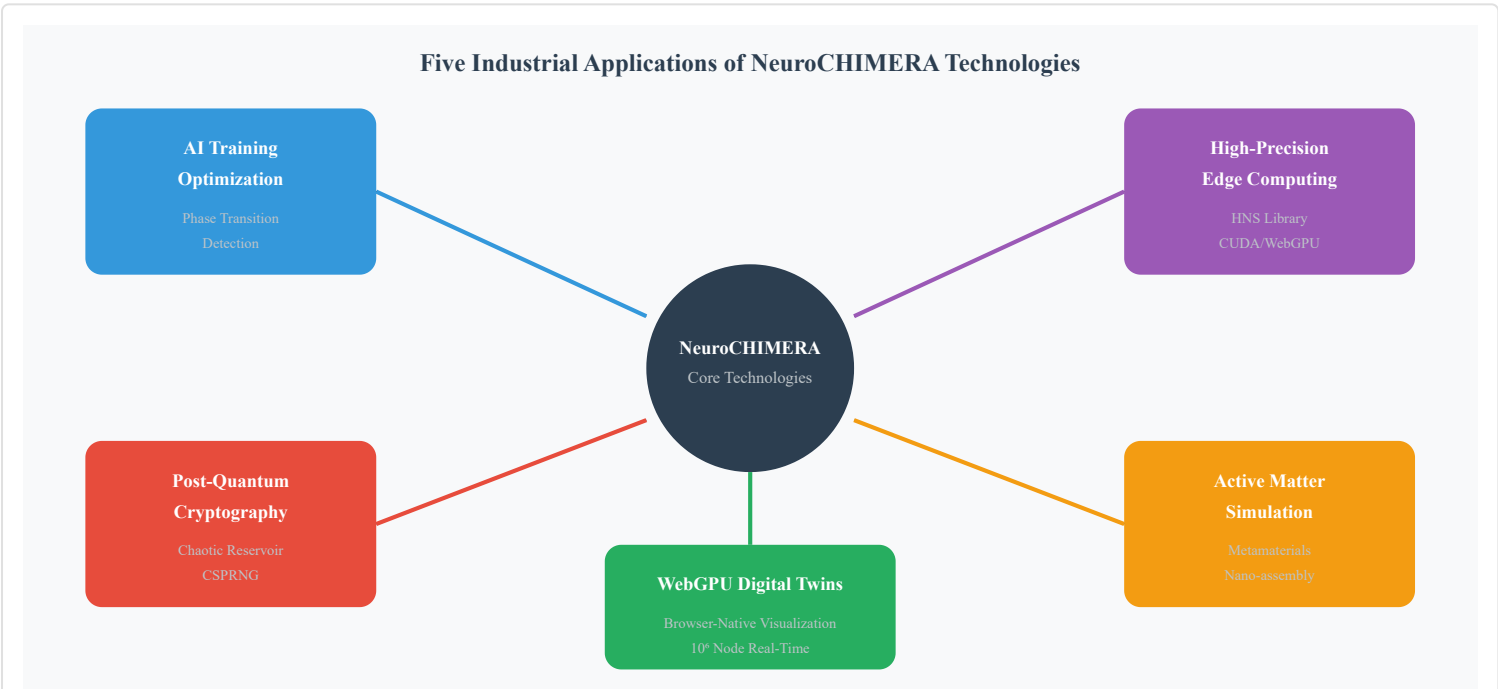 Five Industrial Applications of NeuroCHIMERA Technologies
AI Training
Optimization
Phase Transition
Detection
High-Precision
Edge Computing
HNS Library
CUDA/WebGPU
NeuroCHIMERA
Core Technologies
Post-Quantum
Cryptography
Chaotic Reservoir
CSPRNG
WebGPU Digital Twins
Browser-Native Visualization
10⁶ Node Real-Time
Active Matter
Simulation
Metamaterials
Nano-assembly